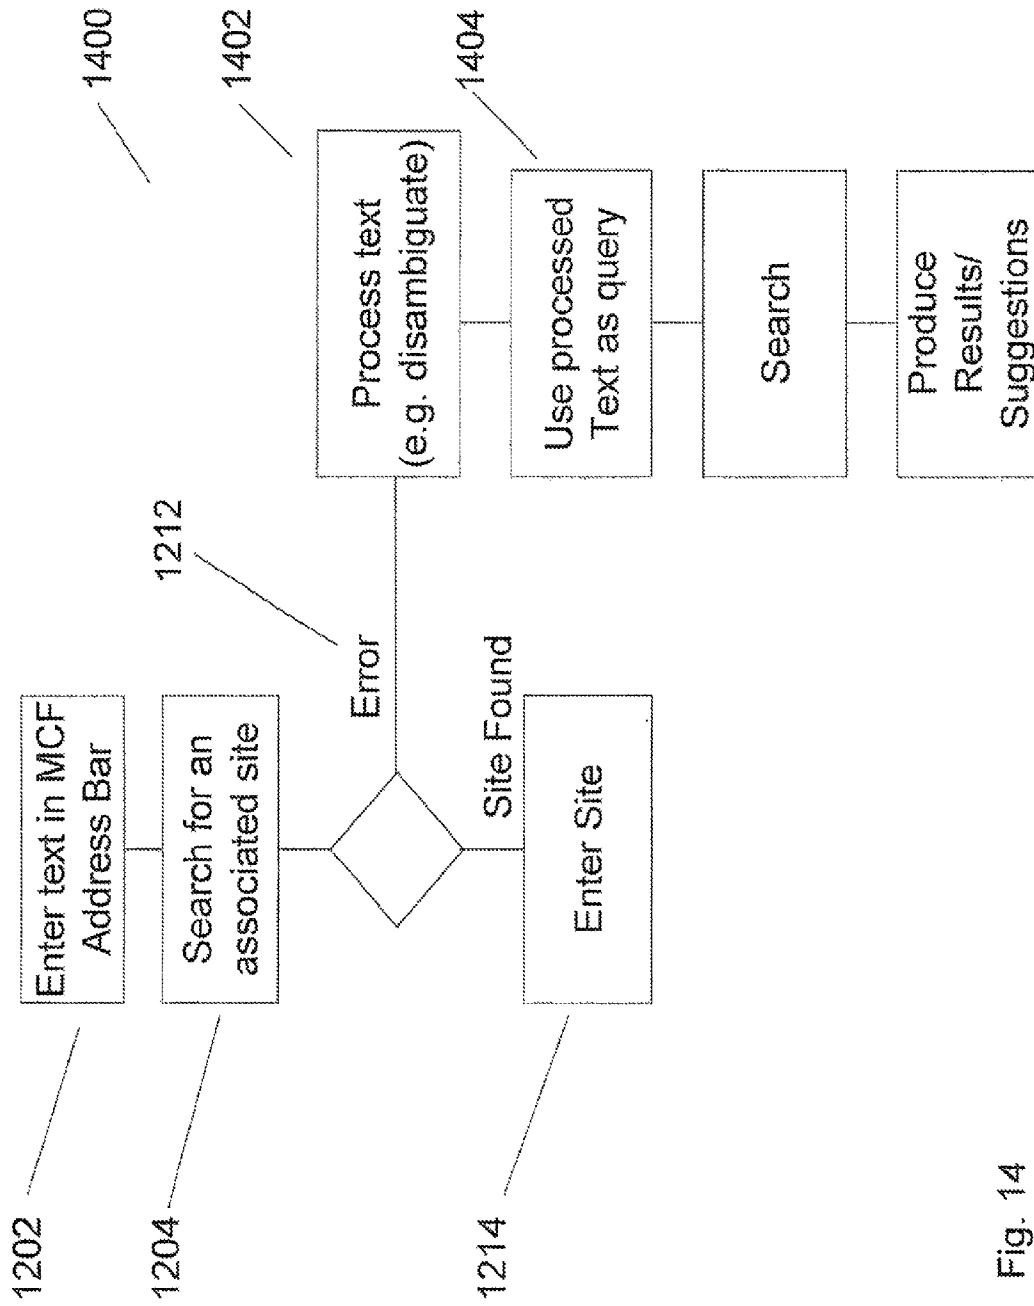 1400
1202
Enter text in MCF
Address Bar
1204
Search for an
associated site
1212
Error
1402
Process text
(e.g. disambiguate)
1404
Use processed
Text as query
Search
Produce
Results/
Suggestions
Site Found
1214
Enter Site
Fig. 14